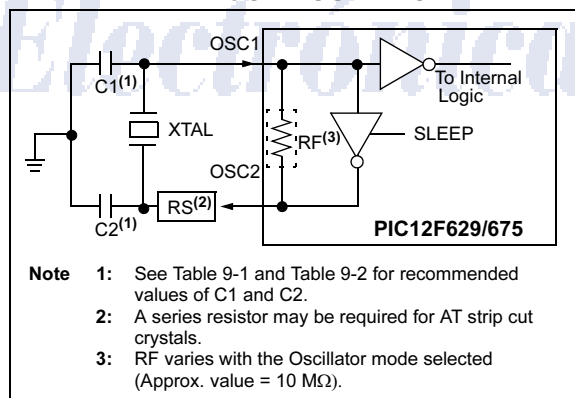 Electrónica
OSC1
C1(1)
To Internal
Logic
XTAL
RF(3)
SLEEP
OSC2
RS(2)
C2(1)
PIC12F629/675
Note 1: See Table 9-1 and Table 9-2 for recommended
values of C1 and C2.
2: A series resistor may be required for AT strip cut
crystals.
3: RF varies with the Oscillator mode selected
(Approx. value = 10 MΩ).